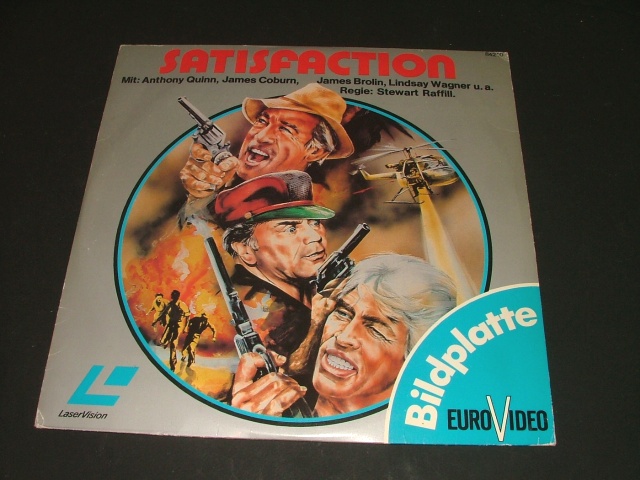 SATISFACTION
Mit: Anthony Quinn, James Coburn, James Brolin, Lindsay Wagner u.a.
Regie: Stewart Raffill.
Bildplatte
EUROVIDEO
LaserVision